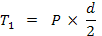 T₁ = P × d/2